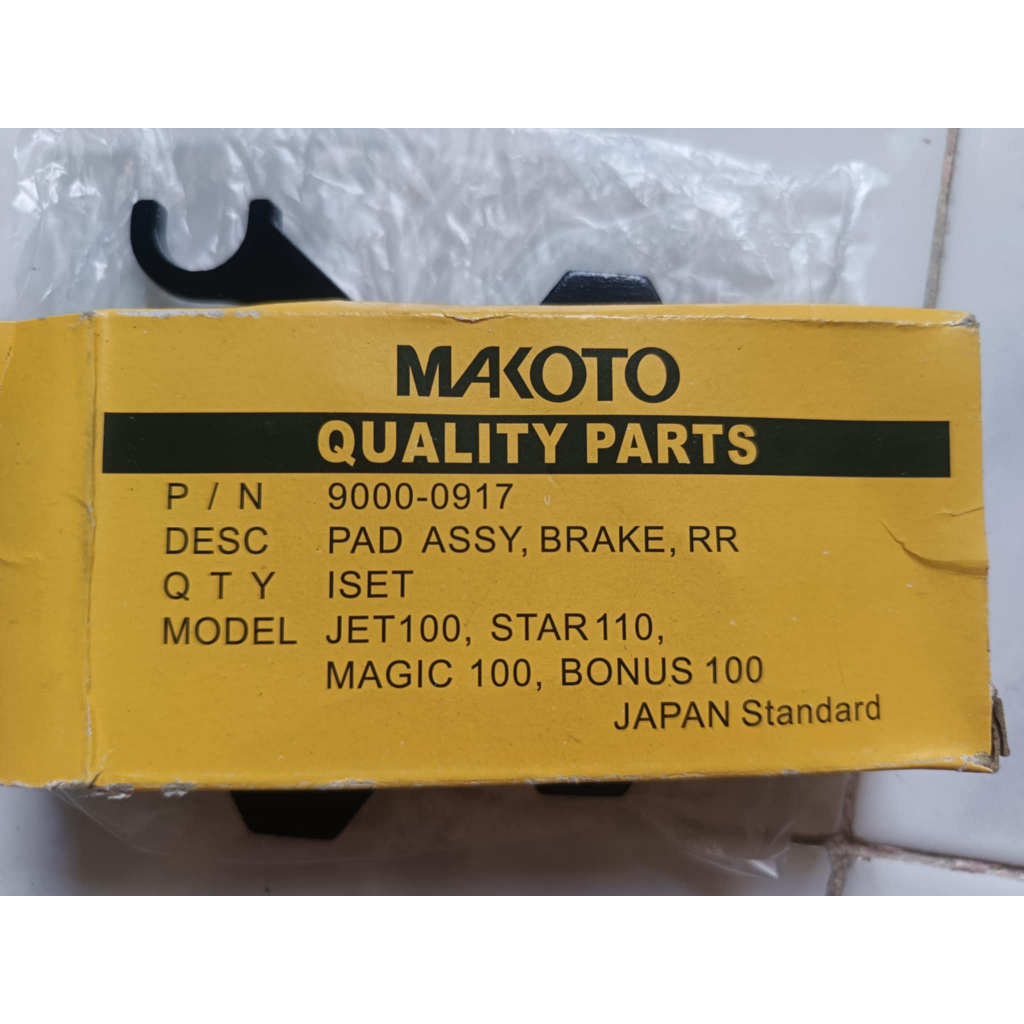 MAKOTO
QUALITY PARTS
P / N 9000-0917
DESC PAD ASSY, BRAKE, RR
Q T Y ISET
MODEL JET100, STAR110,
MAGIC 100, BONUS 100
JAPAN Standard